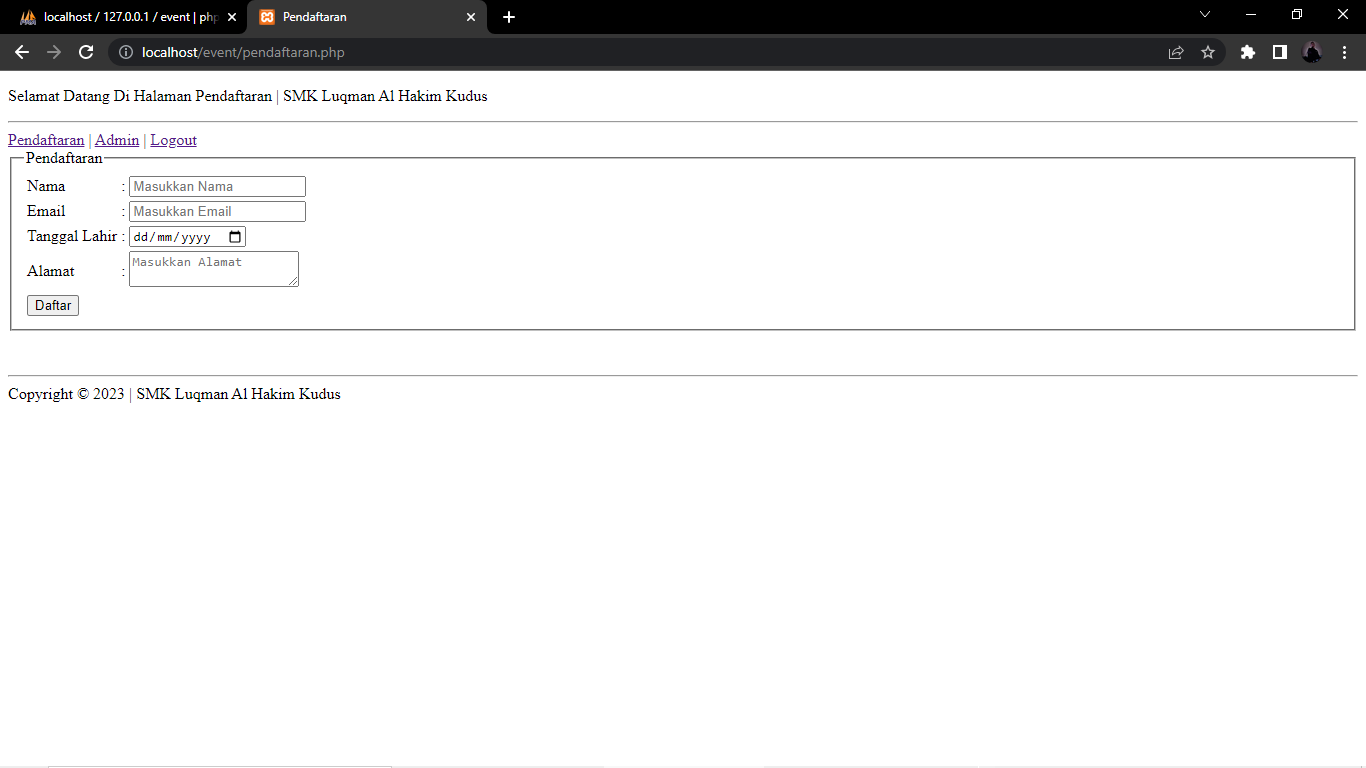 localhost / 127.0.0.1 / event | php
Pendaftaran
localhost/event/pendaftaran.php
Selamat Datang Di Halaman Pendaftaran | SMK Luqman Al Hakim Kudus
Pendaftaran | Admin | Logout
Pendaftaran
Nama : Masukkan Nama
Email : Masukkan Email
Tanggal Lahir : dd/mm/yyyy
Alamat : Masukkan Alamat
Daftar
Copyright © 2023 | SMK Luqman Al Hakim Kudus